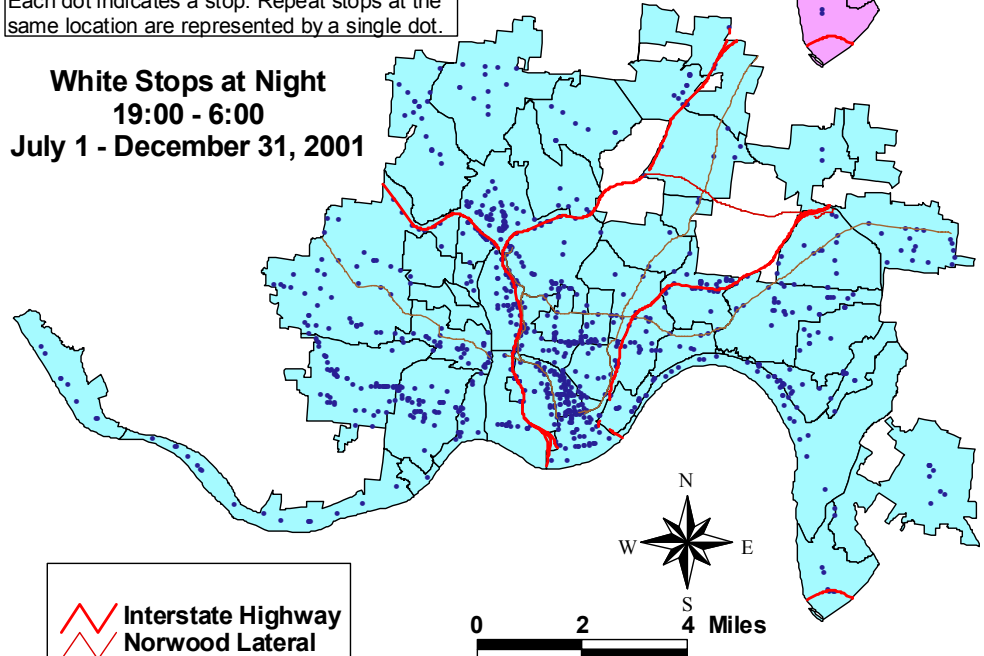 Each dot indicates a stop. Repeat stops at the
same location are represented by a single dot.
White Stops at Night
19:00 - 6:00
July 1 - December 31, 2001
N
W E
S
Interstate Highway
Norwood Lateral
0 2 4 Miles